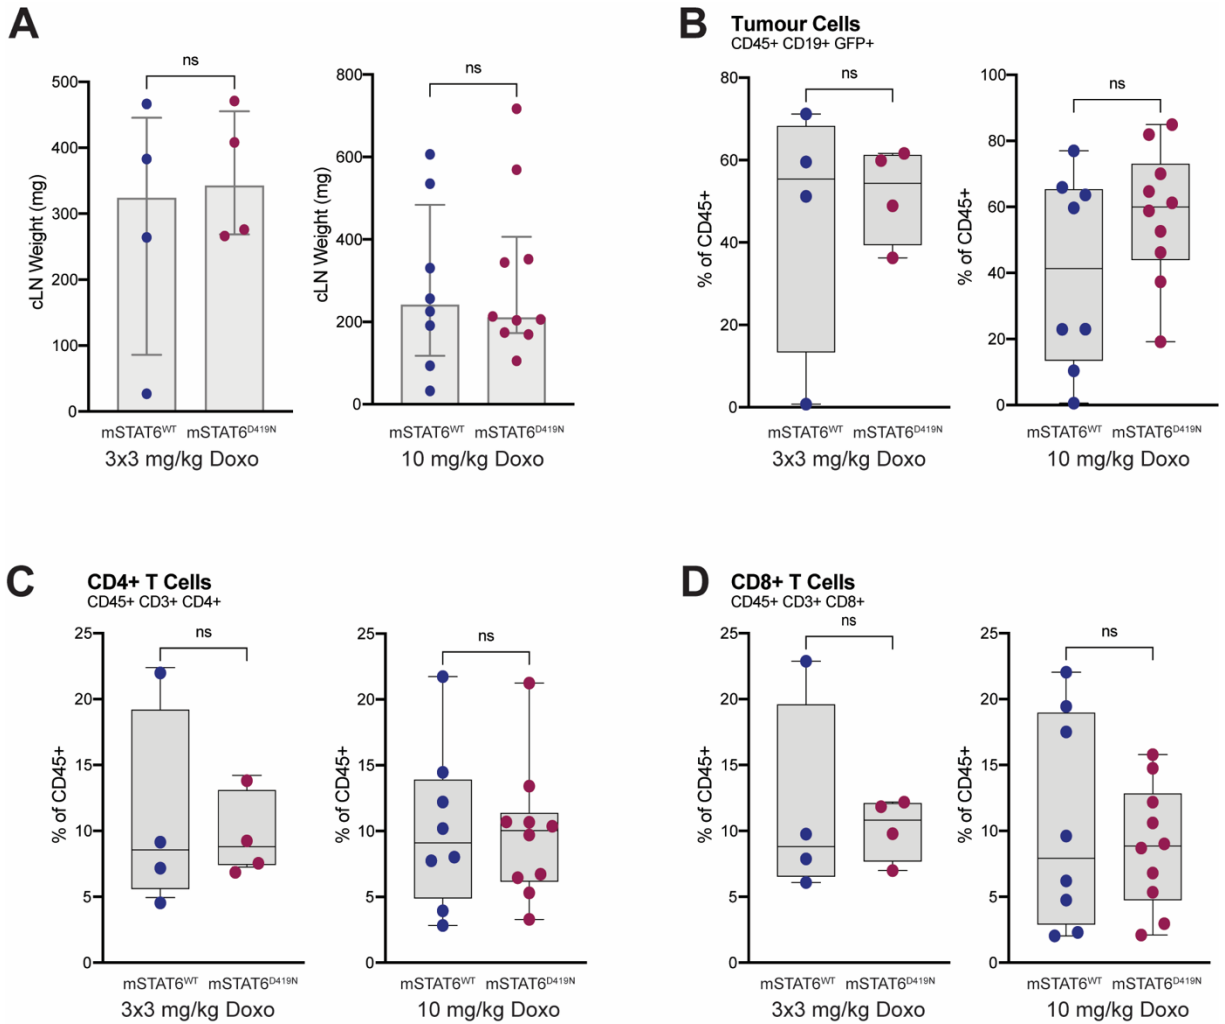 A
ns
500
400
300
200
100
0
cLN Weight (mg)
mSTAT6WT mSTAT6D419N
3x3 mg/kg Doxo
ns
800
600
400
200
0
cLN Weight (mg)
mSTAT6WT mSTAT6D419N
10 mg/kg Doxo
B
Tumour Cells
CD45+ CD19+ GFP+
ns
80
60
40
20
0
% of CD45+
mSTAT6WT mSTAT6D419N
3x3 mg/kg Doxo
ns
100
80
60
40
20
0
% of CD45+
mSTAT6WT mSTAT6D419N
10 mg/kg Doxo
C
CD4+ T Cells
CD45+ CD3+ CD4+
ns
25
20
15
10
5
0
% of CD45+
mSTAT6WT mSTAT6D419N
3x3 mg/kg Doxo
ns
25
20
15
10
5
0
% of CD45+
mSTAT6WT mSTAT6D419N
10 mg/kg Doxo
D
CD8+ T Cells
CD45+ CD3+ CD8+
ns
25
20
15
10
5
0
% of CD45+
mSTAT6WT mSTAT6D419N
3x3 mg/kg Doxo
ns
25
20
15
10
5
0
% of CD45+
mSTAT6WT mSTAT6D419N
10 mg/kg Doxo